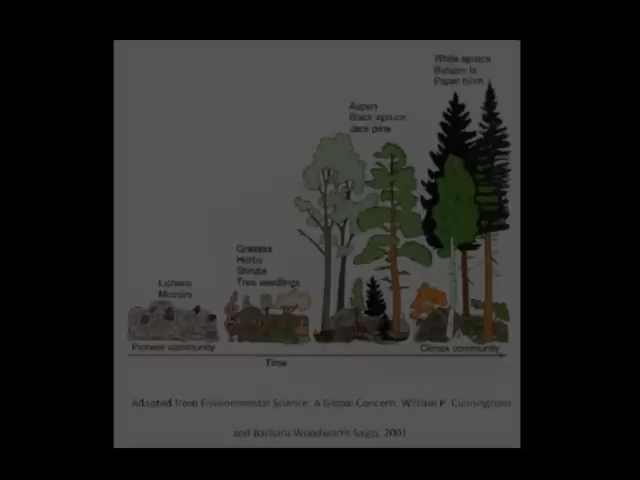 White spruce
Balsam fir
Paper birch
Aspen
Black spruce
Jack pine
Grasses
Herbs
Shrubs
Tree seedlings
Lichens
Mosses
Pioneer community
Climax community
Time
Adapted from Environmental Science: A Global Concern. William P. Cunningham
and Barbara Woodworth Saigo, 2001